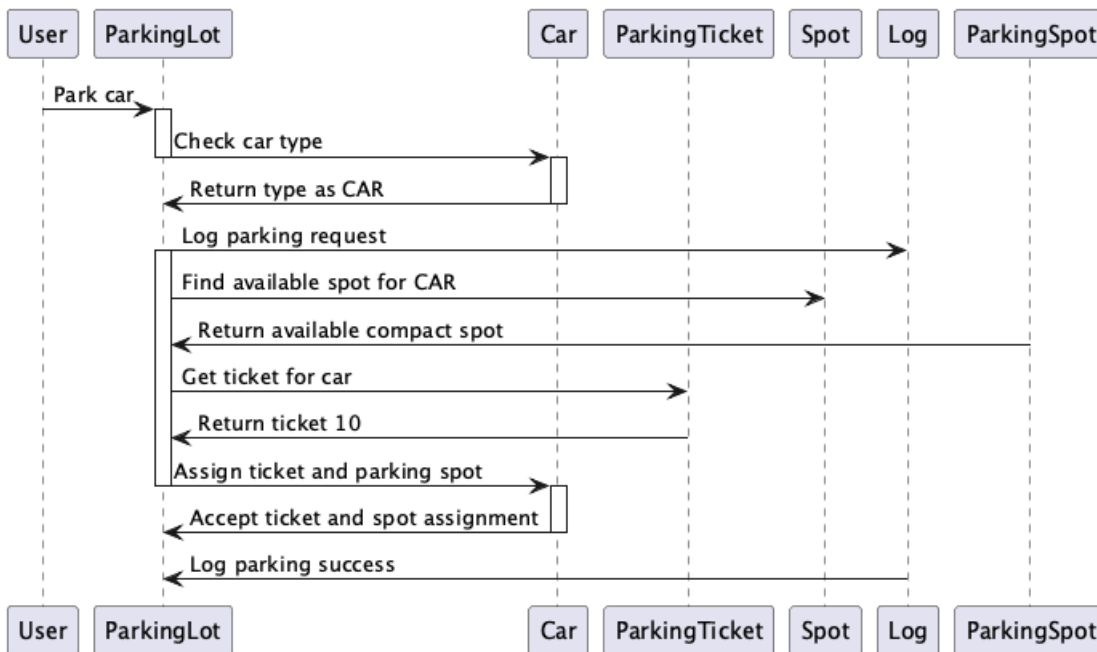 User ParkingLot Car ParkingTicket Spot Log ParkingSpot
Park car
Check car type
Return type as CAR
Log parking request
Find available spot for CAR
Return available compact spot
Get ticket for car
Return ticket 10
Assign ticket and parking spot
Accept ticket and spot assignment
Log parking success
User ParkingLot Car ParkingTicket Spot Log ParkingSpot